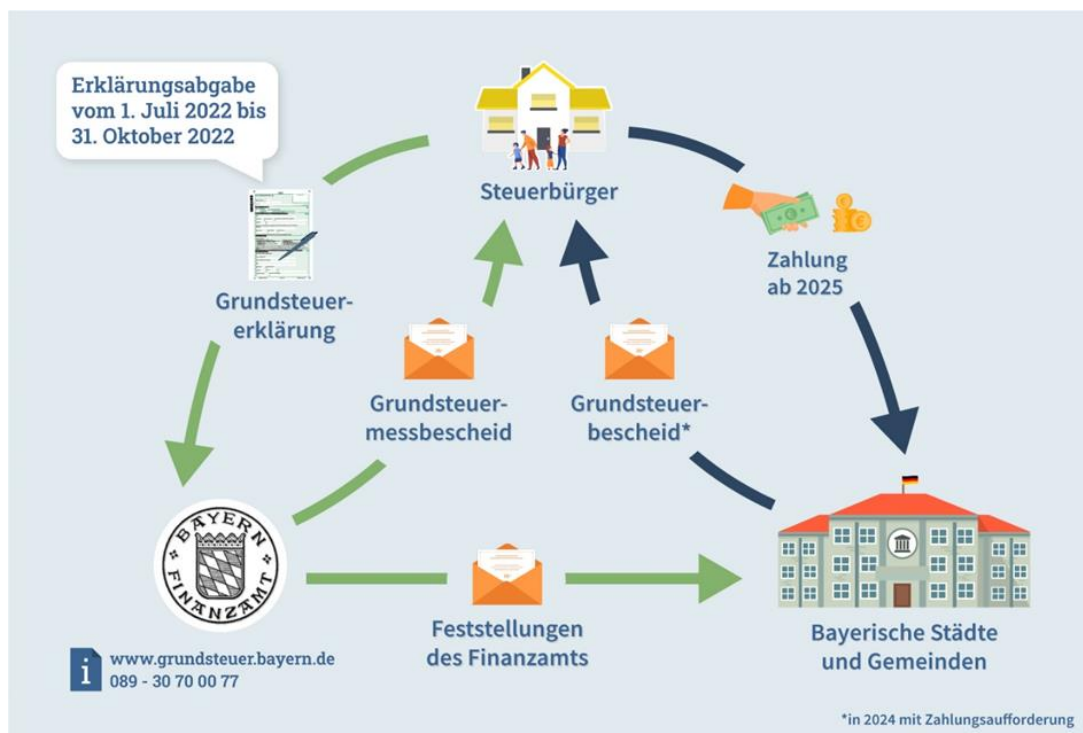 Erklärungsabgabe
vom 1. Juli 2022 bis
31. Oktober 2022
Steuerbürger
Zahlung
ab 2025
Grundsteuer-
erklärung
Grundsteuer-
messbescheid
Grundsteuer-
bescheid*
BAYERN
FINANZAMT
Feststellungen
des Finanzamts
Bayerische Städte
und Gemeinden
i
www.grundsteuer.bayern.de
089 - 30 70 00 77
*in 2024 mit Zahlungsaufforderung